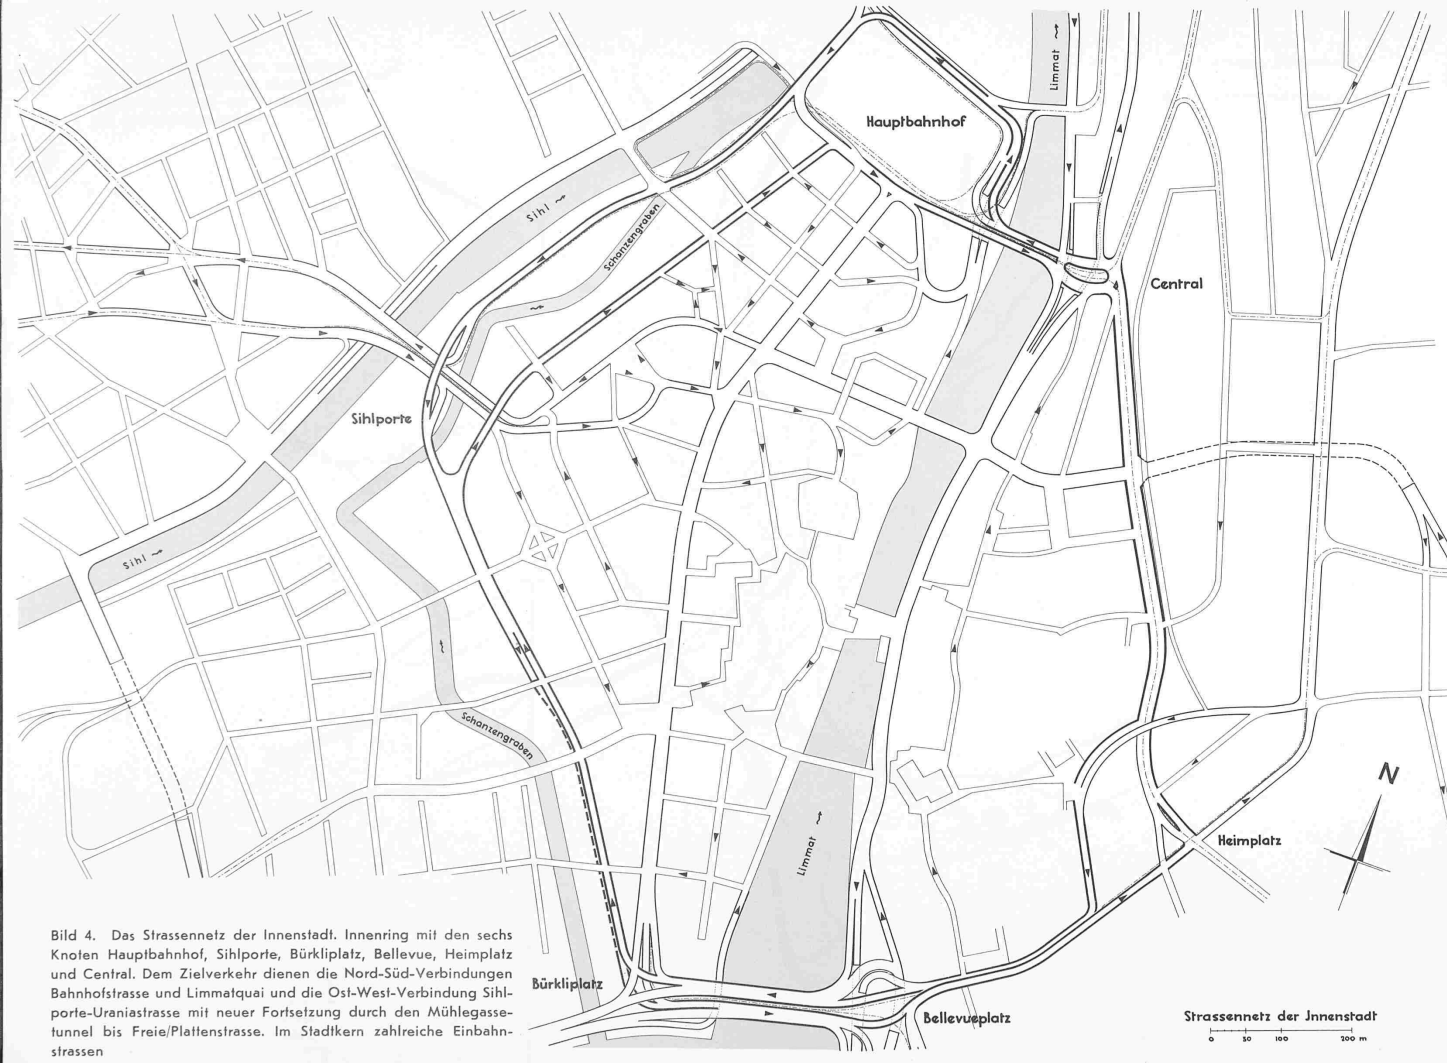 Limmat
Hauptbahnhof
Sihl
Schanzengraben
Central
Sihlporte
Sihl
Schanzengraben
N
Limmat
Heimplatz
Bild 4. Das Strassennetz der Innenstadt. Innenring mit den sechs
Knoten Hauptbahnhof, Sihlporte, Bürkliplatz, Bellevue, Heimplatz
und Central. Dem Zielverkehr dienen die Nord-Süd-Verbindungen
Bahnhofstrasse und Limmatquai und die Ost-West-Verbindung Sihl-
porte-Uraniastrasse mit neuer Fortsetzung durch den Mühlegasse-
tunnel bis Freie/Plattenstrasse. Im Stadtkern zahlreiche Einbahn-
strassen
Bürkliplatz
Bellevueplatz
Strassennetz der Jnnenstadt
0 50 100 200 m